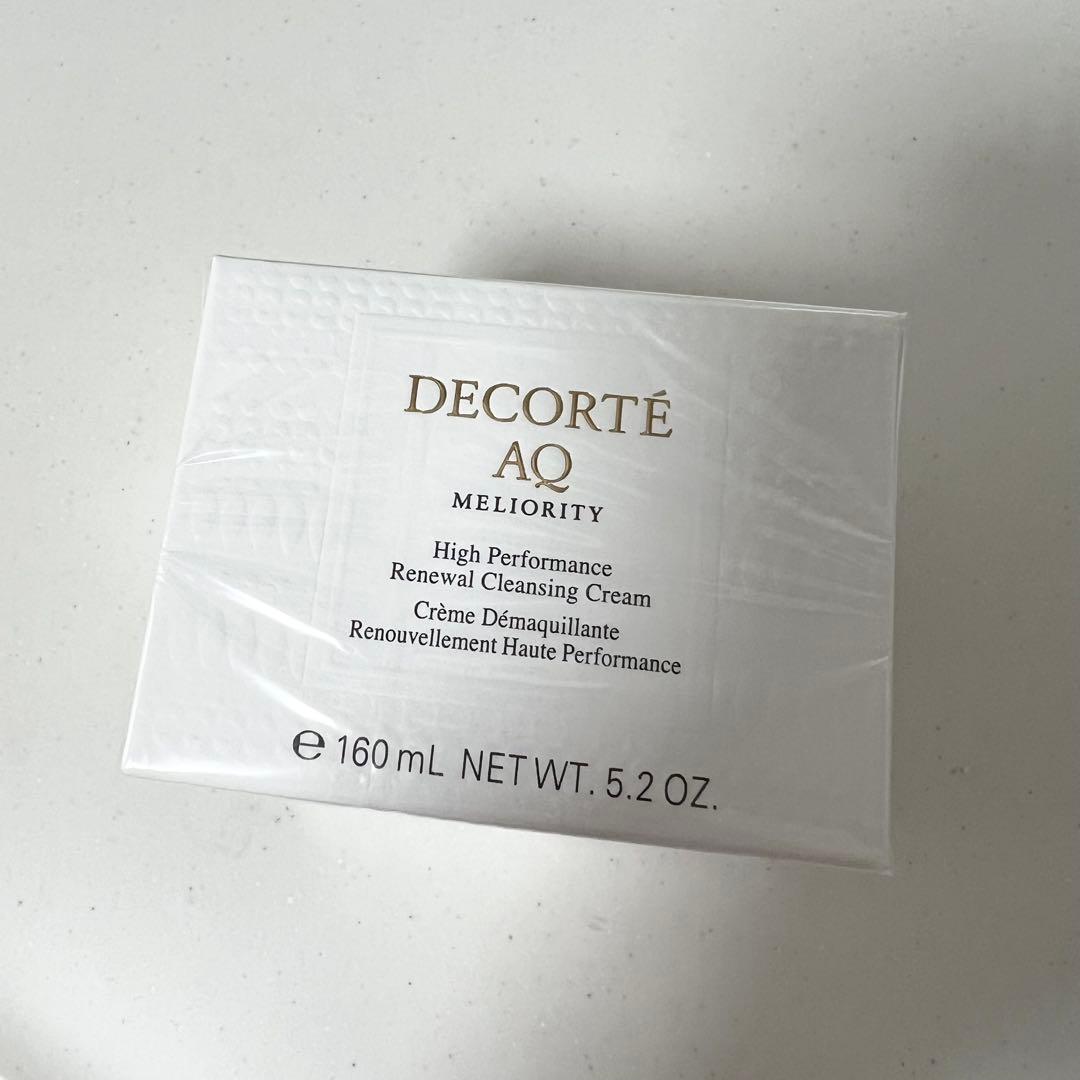 DECORTÉ
AQ
MELIORITY
High Performance
Renewal Cleansing Cream
Crème Démaquillante
Renouvellement Haute Performance
℮ 160 mL NET WT. 5.2 OZ.